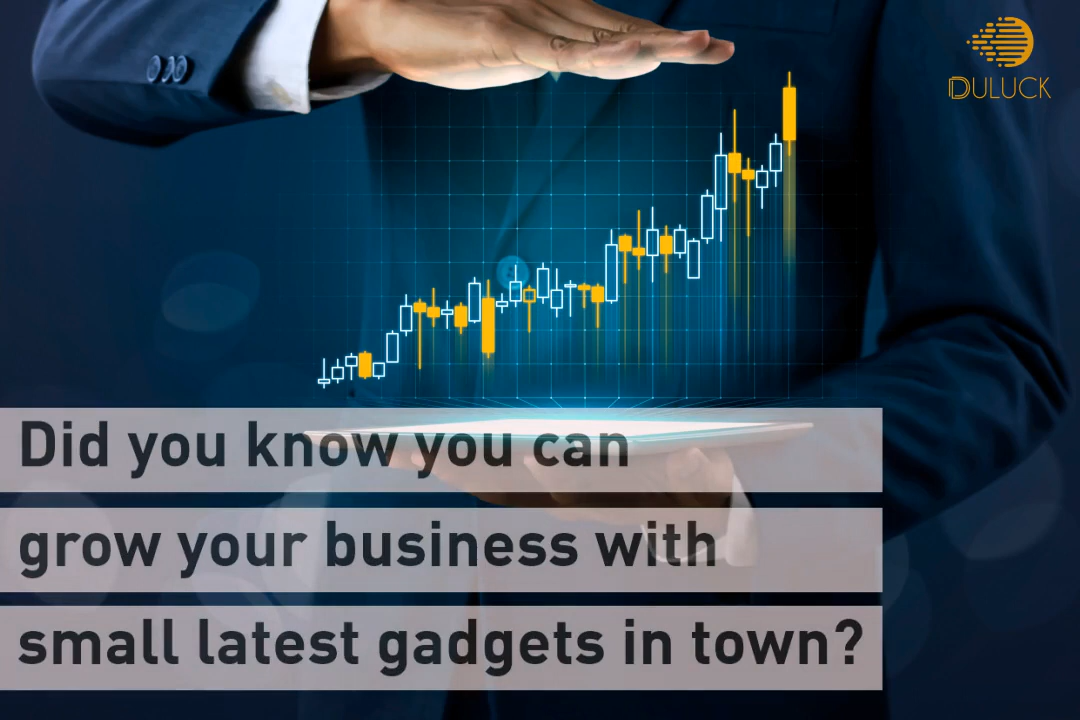 DULUCK
Did you know you can
grow your business with
small latest gadgets in town?